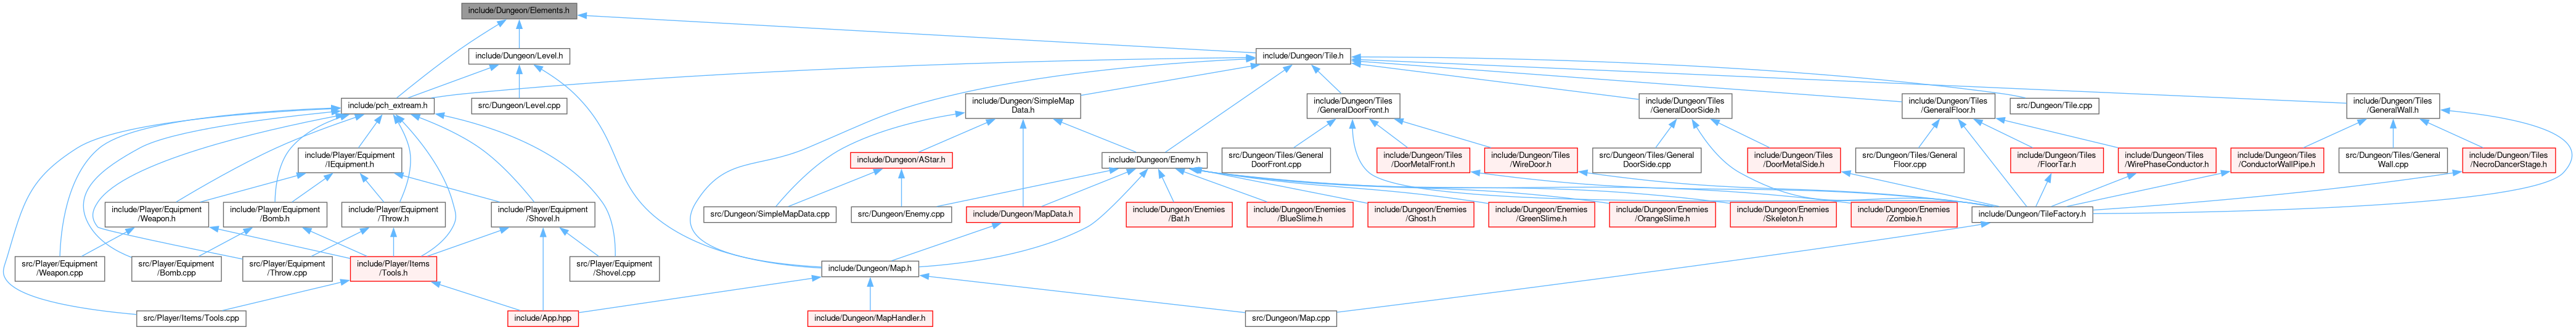 include/Dungeon/Elements.h
include/Dungeon/Level.h
include/Dungeon/Tile.h
include/pch_extream.h
src/Dungeon/Level.cpp
include/Dungeon/SimpleMap
Data.h
include/Dungeon/Tiles
/GeneralDoorFront.h
include/Dungeon/Tiles
/GeneralDoorSide.h
include/Dungeon/Tiles
/GeneralFloor.h
src/Dungeon/Tile.cpp
include/Dungeon/Tiles
/GeneralWall.h
include/Player/Equipment
/IEquipment.h
include/Dungeon/AStar.h
include/Dungeon/Enemy.h
src/Dungeon/Tiles/General
DoorFront.cpp
include/Dungeon/Tiles
/DoorMetalFront.h
include/Dungeon/Tiles
/WireDoor.h
src/Dungeon/Tiles/General
DoorSide.cpp
include/Dungeon/Tiles
/DoorMetalSide.h
src/Dungeon/Tiles/General
Floor.cpp
include/Dungeon/Tiles
/FloorTar.h
include/Dungeon/Tiles
/WirePhaseConductor.h
include/Dungeon/Tiles
/ConductorWallPipe.h
src/Dungeon/Tiles/General
Wall.cpp
include/Dungeon/Tiles
/NecroDancerStage.h
include/Player/Equipment
/Weapon.h
include/Player/Equipment
/Bomb.h
include/Player/Equipment
/Throw.h
include/Player/Equipment
/Shovel.h
src/Dungeon/SimpleMapData.cpp
src/Dungeon/Enemy.cpp
include/Dungeon/MapData.h
include/Dungeon/Enemies
/Bat.h
include/Dungeon/Enemies
/BlueSlime.h
include/Dungeon/Enemies
/Ghost.h
include/Dungeon/Enemies
/GreenSlime.h
include/Dungeon/Enemies
/OrangeSlime.h
include/Dungeon/Enemies
/Skeleton.h
include/Dungeon/Enemies
/Zombie.h
include/Dungeon/TileFactory.h
src/Player/Equipment
/Weapon.cpp
src/Player/Equipment
/Bomb.cpp
src/Player/Equipment
/Throw.cpp
include/Player/Items
/Tools.h
src/Player/Equipment
/Shovel.cpp
include/Dungeon/Map.h
src/Player/Items/Tools.cpp
include/App.hpp
include/Dungeon/MapHandler.h
src/Dungeon/Map.cpp